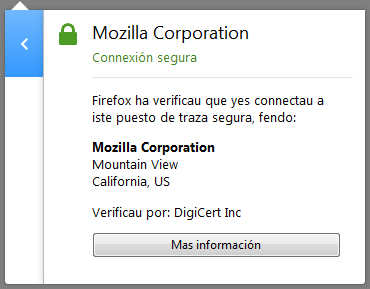 Mozilla Corporation
Connexión segura
Firefox ha verificau que yes connectau a
iste puesto de traza segura, fendo:
Mozilla Corporation
Mountain View
California, US
Verificau por: DigiCert Inc
Mas información